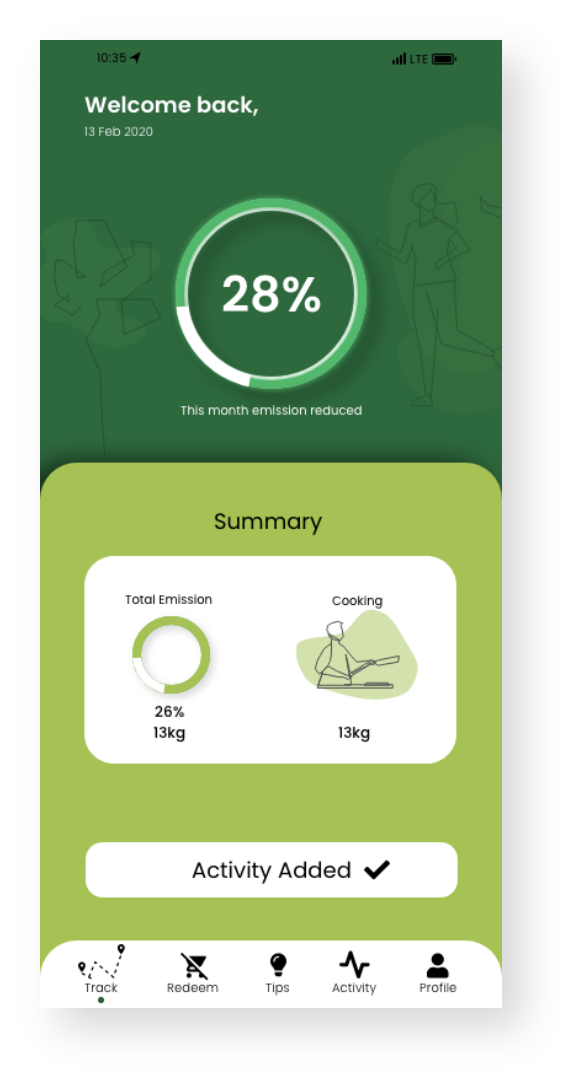 10:35
LTE
Welcome back,
13 Feb 2020
28%
This month emission reduced
Summary
Total Emission
Cooking
26%
13kg
13kg
Activity Added
Track
Redeem
Tips
Activity
Profile